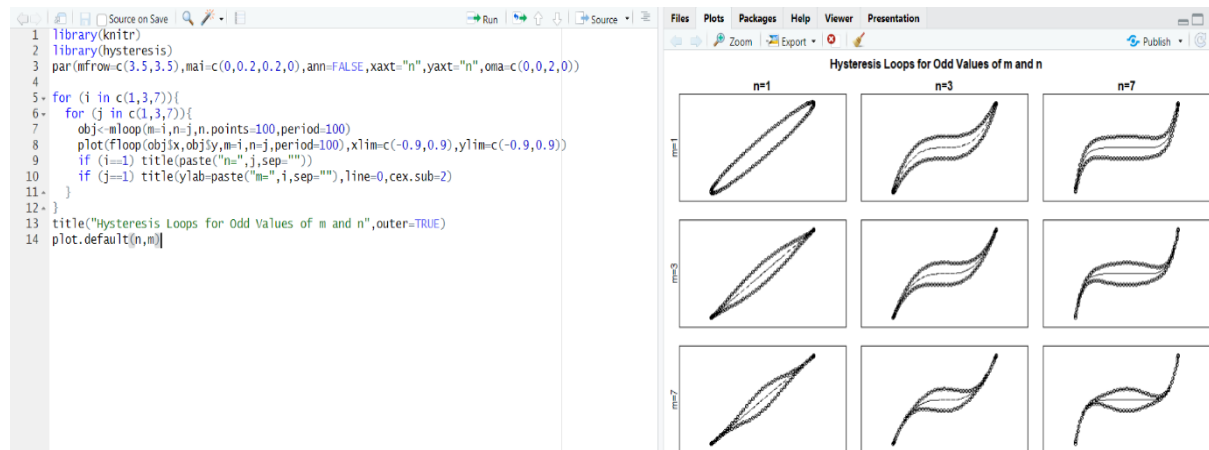 Source on Save
Run
Source
1 library(knitr)
2 library(hysteresis)
3 par(mfrow=c(3.5,3.5),mai=c(0,0.2,0.2,0),ann=FALSE,xaxt="n",yaxt="n",oma=c(0,0,2,0))
4
5 for (i in c(1,3,7)){
6 for (j in c(1,3,7)){
7 obj<-mloop(m=i,n=j,n.points=100,period=100)
8 plot(floop(obj$x,obj$y,m=i,n=j,period=100),xlim=c(-0.9,0.9),ylim=c(-0.9,0.9))
9 if (i==1) title(paste("n=",j,sep=""))
10 if (j==1) title(ylab=paste("m=",i,sep=""),line=0,cex.sub=2)
11 }
12 }
13 title("Hysteresis Loops for Odd Values of m and n",outer=TRUE)
14 plot.default(n,m)
Files Plots Packages Help Viewer Presentation
Zoom Export Publish
Hysteresis Loops for Odd Values of m and n
n=1 n=3 n=7
m=1
m=3
m=7